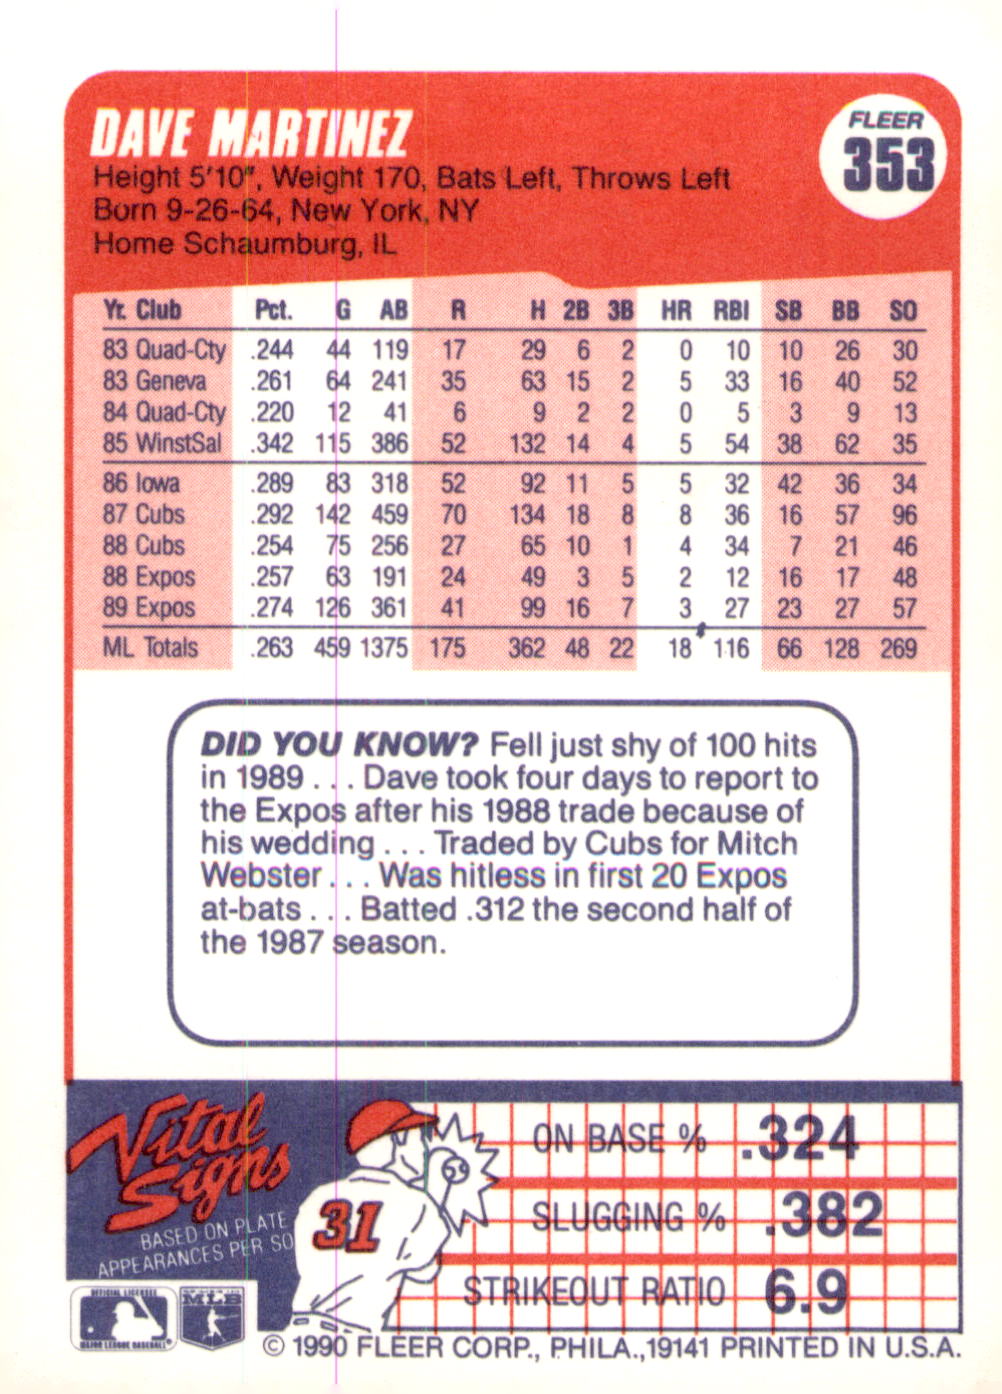 DAVE MARTINEZ
FLEER
353
Height 5'10", Weight 170, Bats Left, Throws Left
Born 9-26-64, New York, NY
Home Schaumburg, IL
Yr. Club Pct. G AB R H 2B 3B HR RBI SB BB SO
83 Quad-Cty .244 44 119 17 29 6 2 0 10 10 26 30
83 Geneva .261 64 241 35 63 15 2 5 33 16 40 52
84 Quad-Cty .220 12 41 6 9 2 2 0 5 3 9 13
85 WinstSal .342 115 386 52 132 14 4 5 54 38 62 35
86 Iowa .289 83 318 52 92 11 5 5 32 42 36 34
87 Cubs .292 142 459 70 134 18 8 8 36 16 57 96
88 Cubs .254 75 256 27 65 10 1 4 34 7 21 46
88 Expos .257 63 191 24 49 3 5 2 12 16 17 48
89 Expos .274 126 361 41 99 16 7 3 27 23 27 57
ML Totals .263 459 1375 175 362 48 22 18 116 66 128 269
DID YOU KNOW? Fell just shy of 100 hits
in 1989 . . . Dave took four days to report to
the Expos after his 1988 trade because of
his wedding . . . Traded by Cubs for Mitch
Webster . . . Was hitless in first 20 Expos
at-bats . . . Batted .312 the second half of
the 1987 season.
Vital
Signs
BASED ON PLATE
APPEARANCES PER SO
31
ON BASE % .324
SLUGGING % .382
STRIKEOUT RATIO 6.9
OFFICIAL LICENSEE
MAJOR LEAGUE BASEBALL
MLB
© 1990 FLEER CORP., PHILA., 19141 PRINTED IN U.S.A.